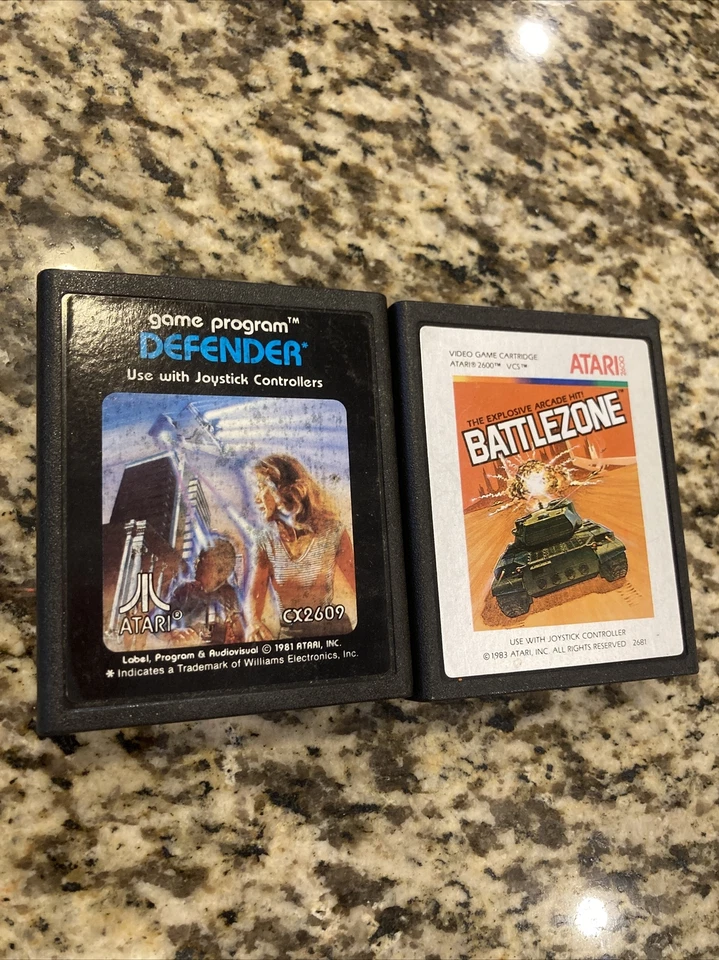 game program™
DEFENDER*
Use with Joystick Controllers
ATARI®
CX2609
Label, Program & Audiovisual © 1981 ATARI, INC.
* Indicates a Trademark of Williams Electronics, Inc.
VIDEO GAME CARTRIDGE
ATARI® 2600™ VCS™
ATARI 2600
THE EXPLOSIVE ARCADE HIT!
BATTLEZONE™
USE WITH JOYSTICK CONTROLLER
© 1983 ATARI, INC. ALL RIGHTS RESERVED 2681